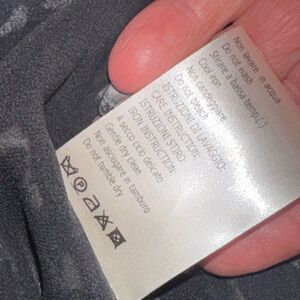 Non lavare in acqua
Do not wash
Stirare a bassa temp.(.)
Cool iron
Non candeggiare
Do not bleach
ISTRUZIONI DI LAVAGGIO:
CARE INSTRUCTION:
ISTRUZIONI STIRO:
IRON INSTRUCTION:
A secco ciclo delicato
Gentle dry clean
Non asciugare in tamburo
Do not tumble dry